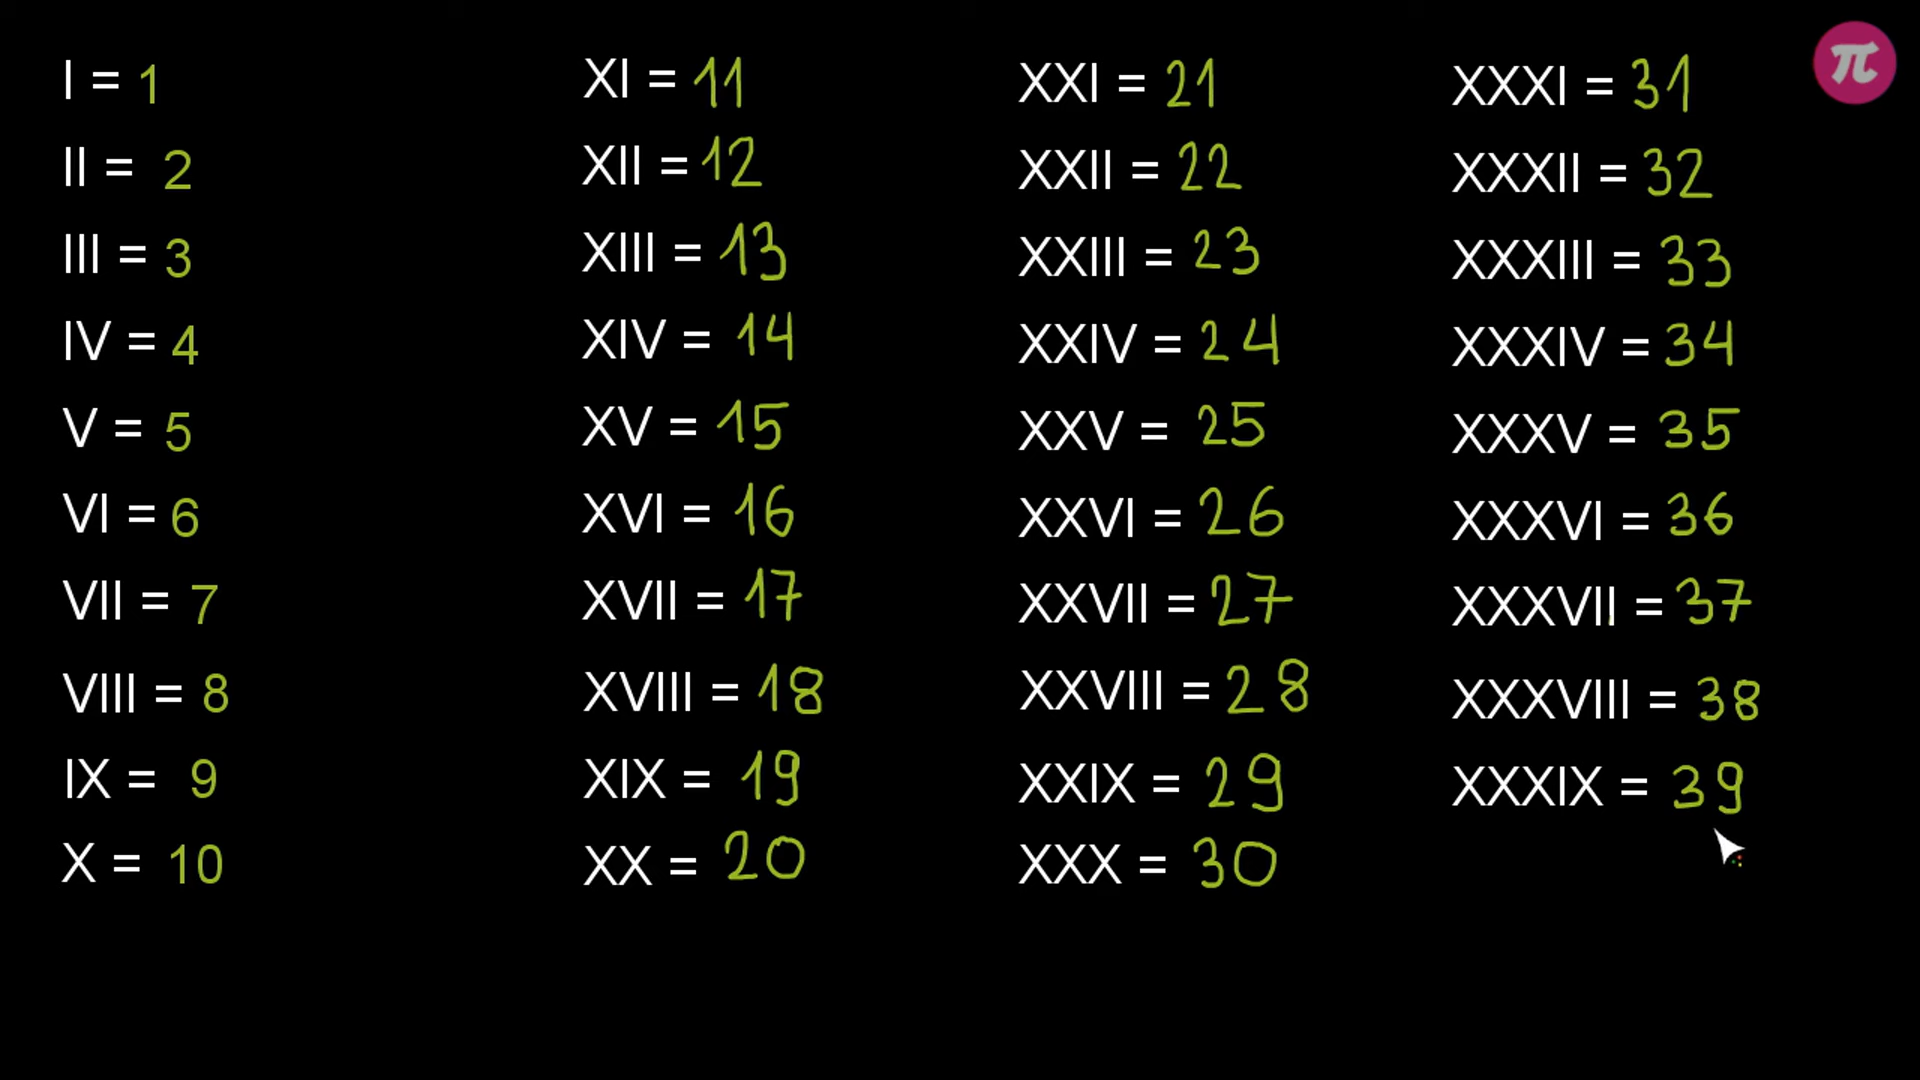 I = 1
II = 2
III = 3
IV = 4
V = 5
VI = 6
VII = 7
VIII = 8
IX = 9
X = 10
XI = 11
XII = 12
XIII = 13
XIV = 14
XV = 15
XVI = 16
XVII = 17
XVIII = 18
XIX = 19
XX = 20
XXI = 21
XXII = 22
XXIII = 23
XXIV = 24
XXV = 25
XXVI = 26
XXVII = 27
XXVIII = 28
XXIX = 29
XXX = 30
XXXI = 31
XXXII = 32
XXXIII = 33
XXXIV = 34
XXXV = 35
XXXVI = 36
XXXVII = 37
XXXVIII = 38
XXXIX = 39
π